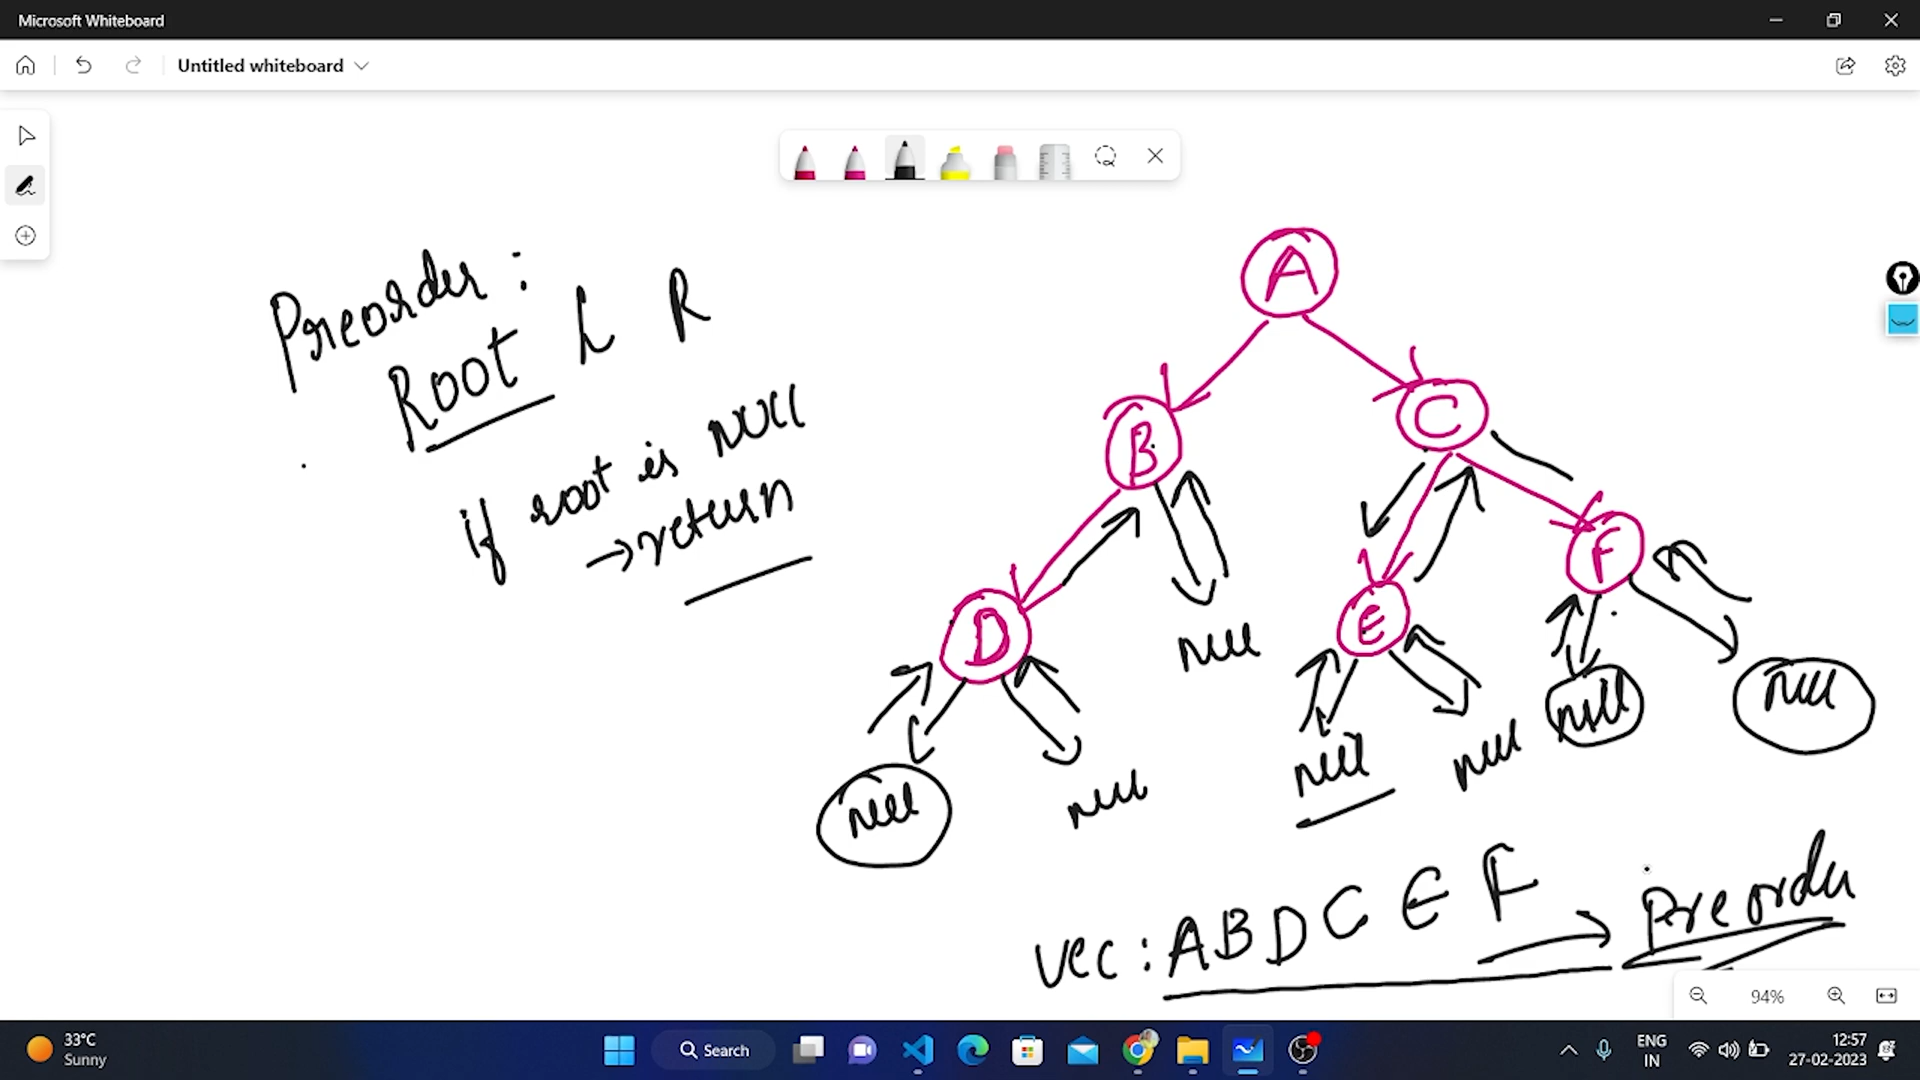 Microsoft Whiteboard
Untitled whiteboard
Preorder:
Root L R
if root is NULL
→return
A
B
C
D
E
F
null
null
null
null
null
null
null
vec: A B D C E F → Preorder
94%
33°C
Sunny
Search
ENG
IN
12:57
27-02-2023